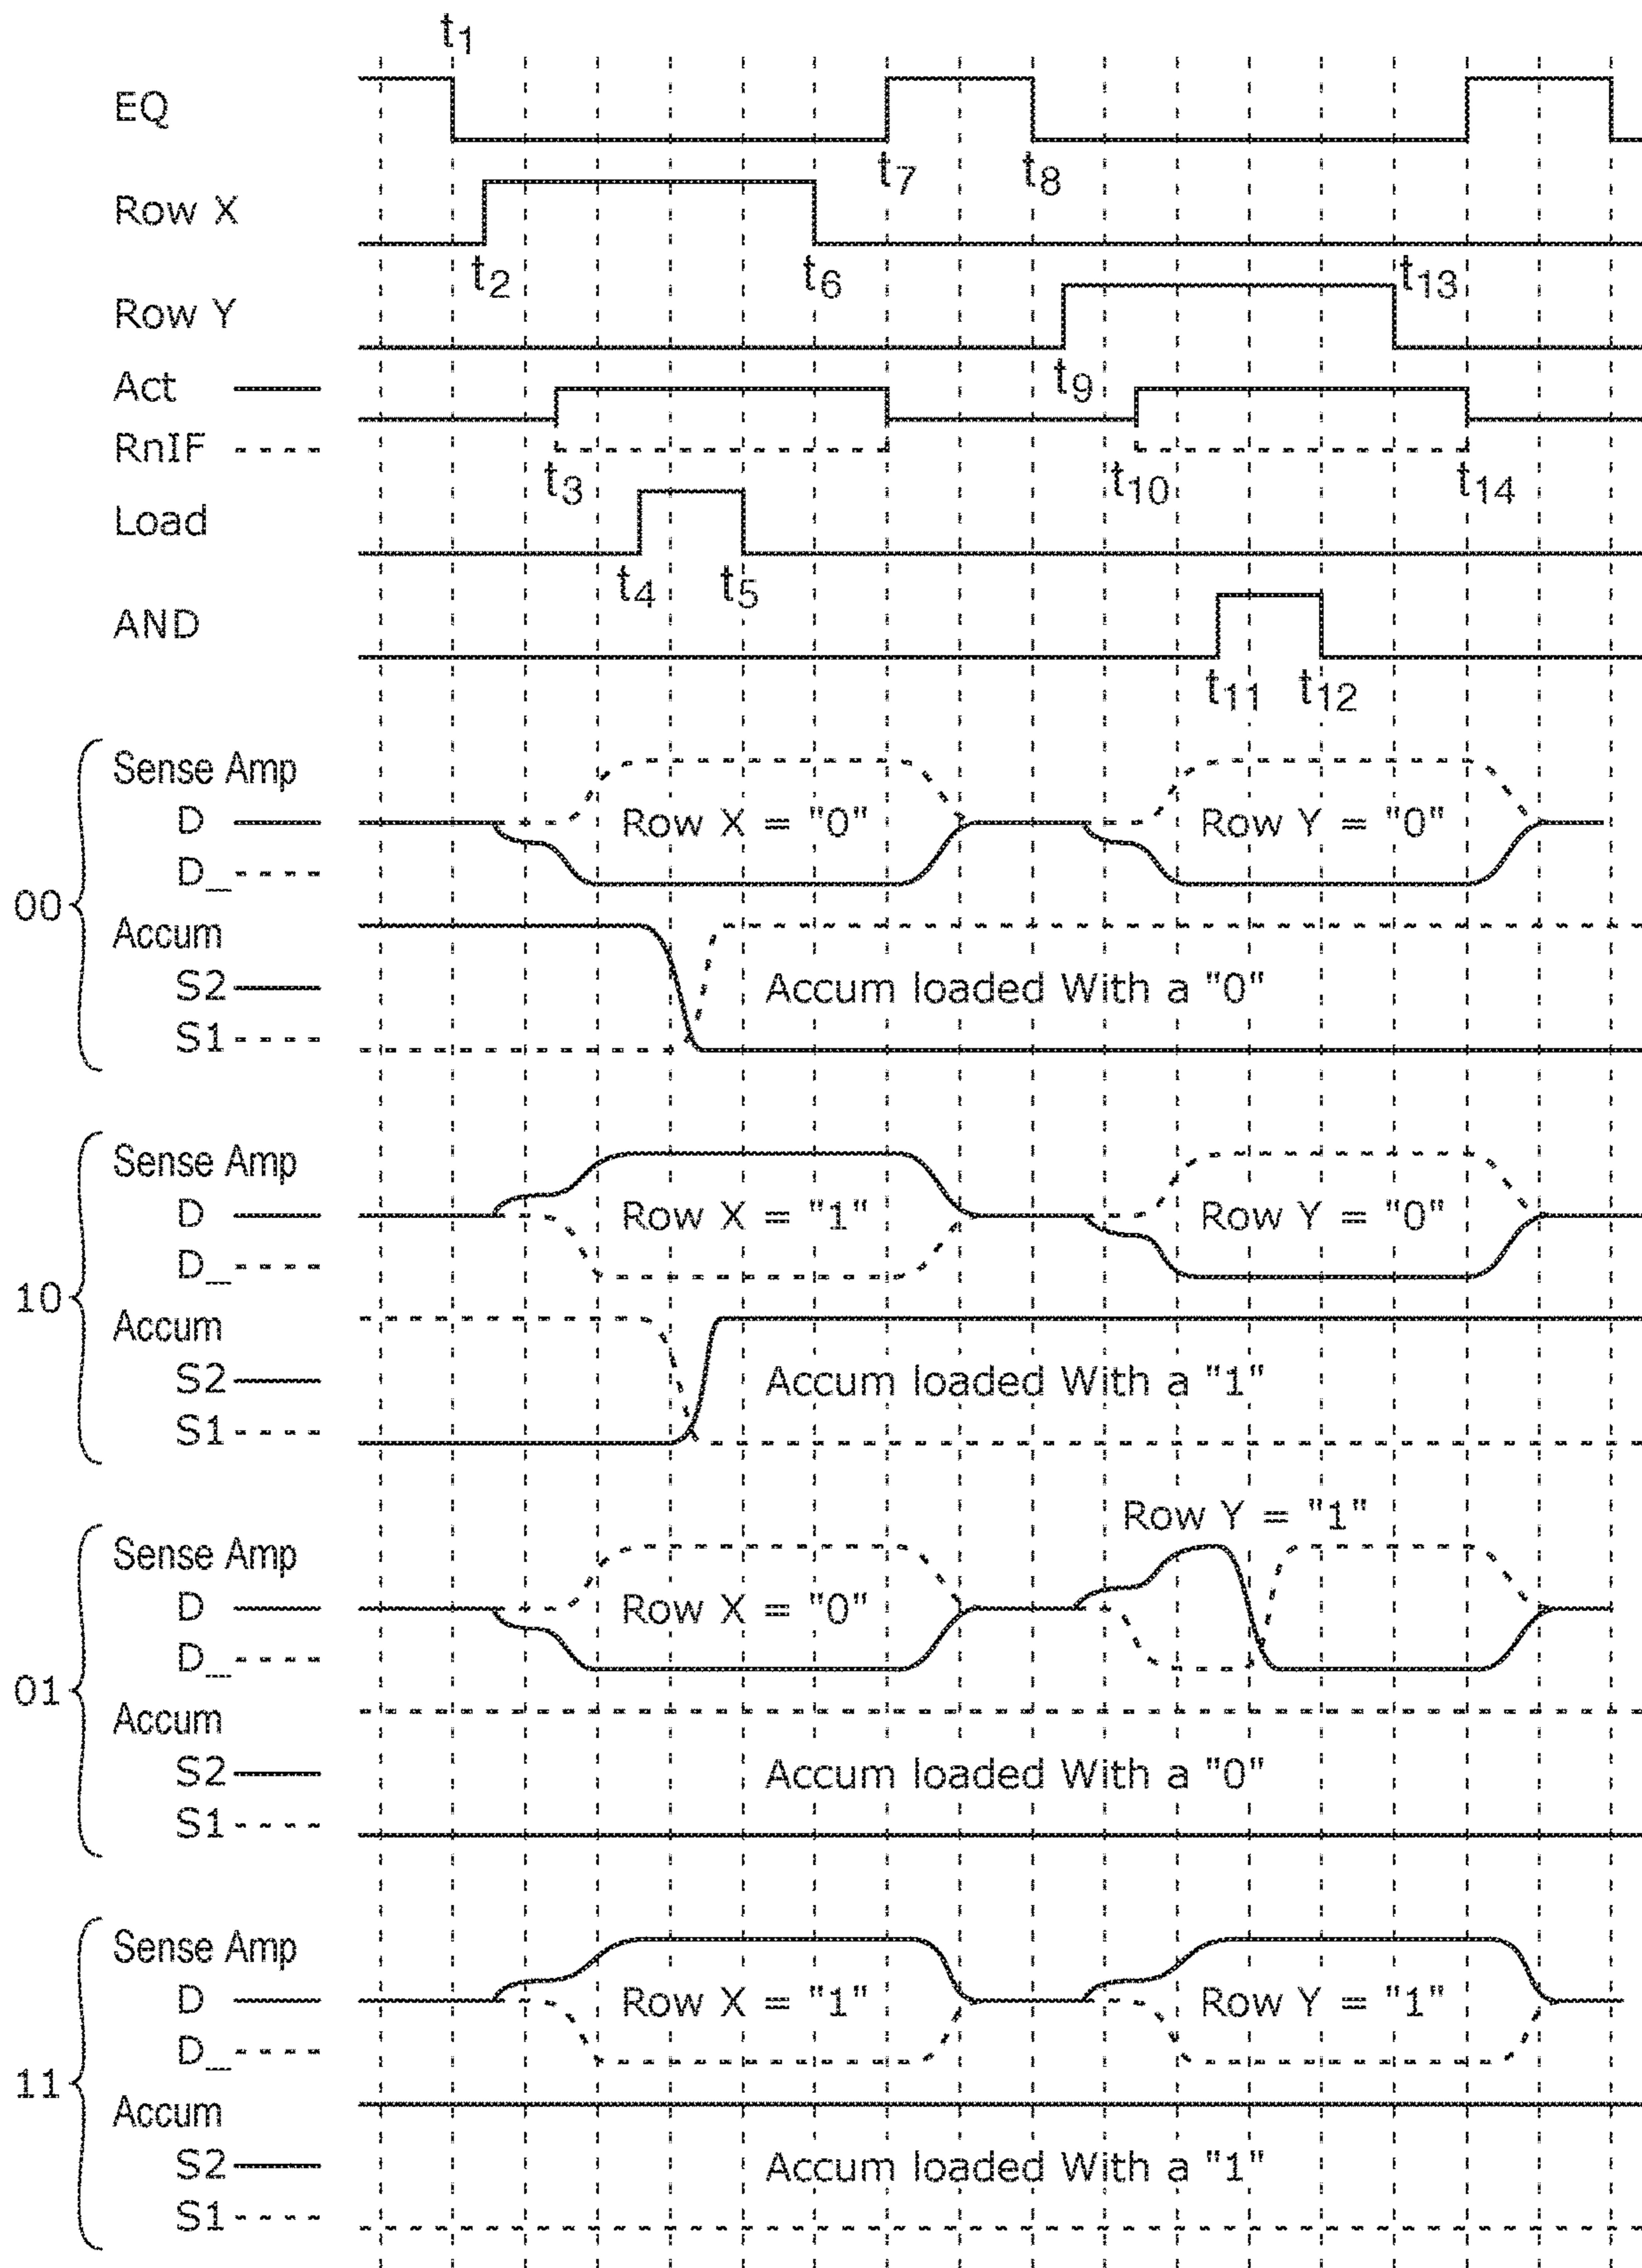 t1
EQ
t7 t8
Row X
t2 t6 t13
Row Y
t9
Act
RnIF
t3 t10 t14
Load
t4 t5
AND
t11 t12
00
Sense Amp
D Row X = "0" Row Y = "0"
D_
Accum
S2 Accum loaded With a "0"
S1
10
Sense Amp
D Row X = "1" Row Y = "0"
D_
Accum
S2 Accum loaded With a "1"
S1
01
Row Y = "1"
Sense Amp
D Row X = "0"
D_
Accum
S2 Accum loaded With a "0"
S1
11
Sense Amp
D Row X = "1" Row Y = "1"
D_
Accum
S2 Accum loaded With a "1"
S1